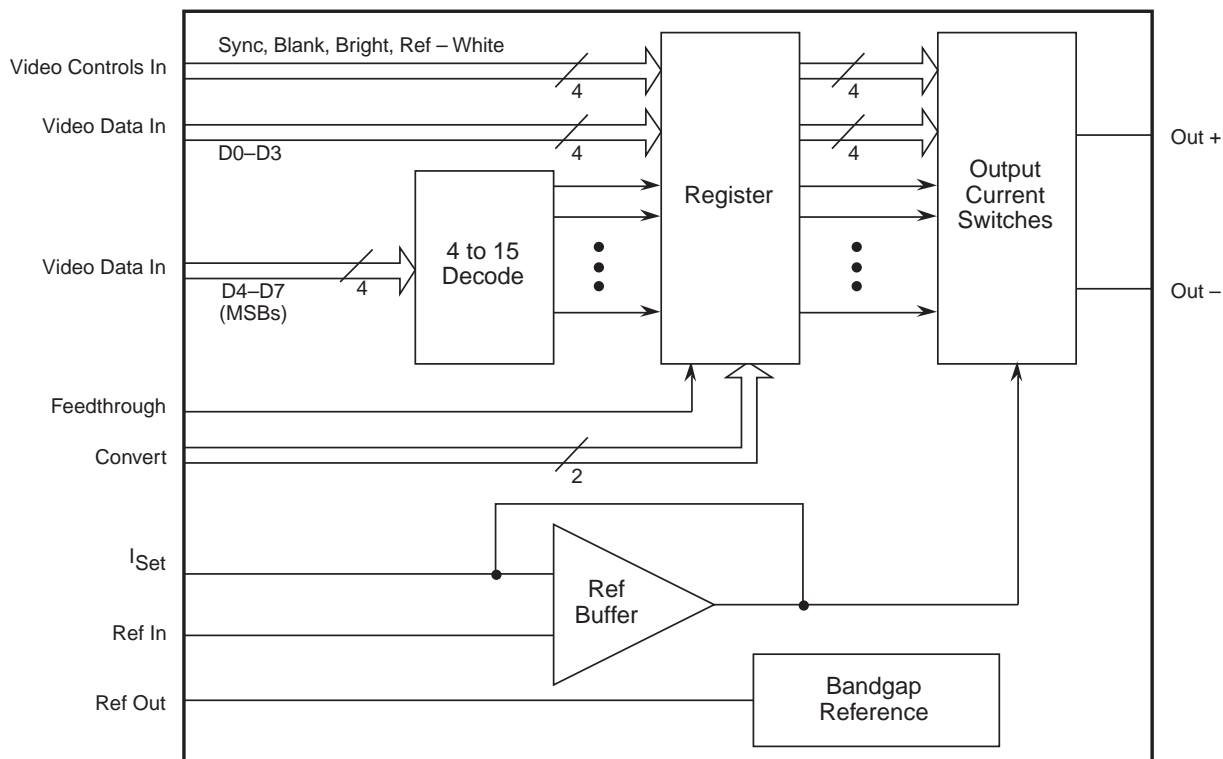 Sync, Blank, Bright, Ref – White
Video Controls In
4
4
Video Data In
D0–D3
4
4
Register
Output
Current
Switches
Out +
4 to 15
Decode
Video Data In
D4–D7
(MSBs)
4
Out –
Feedthrough
Convert
2
ISet
Ref
Buffer
Ref In
Ref Out
Bandgap
Reference